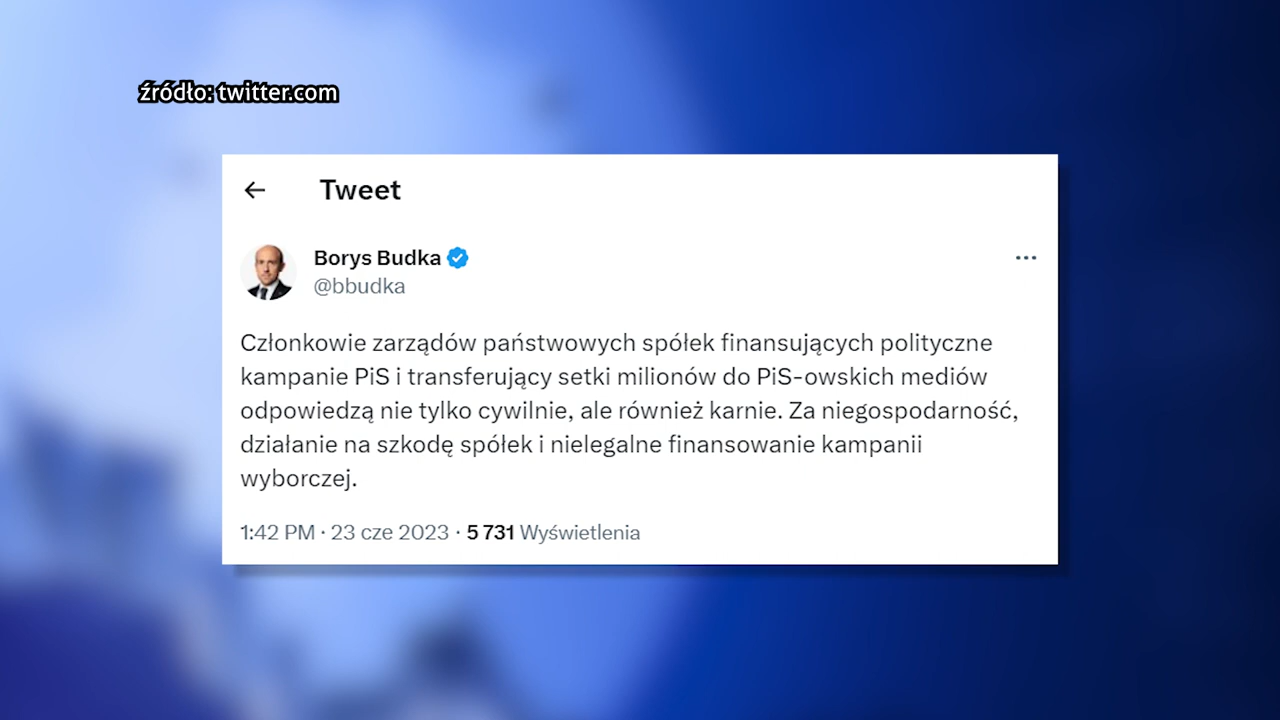 źródło: twitter.com
Tweet
Borys Budka
@bbudka
Członkowie zarządów państwowych spółek finansujących polityczne
kampanie PiS i transferujący setki milionów do PiS-owskich mediów
odpowiedzą nie tylko cywilnie, ale również karnie. Za niegospodarność,
działanie na szkodę spółek i nielegalne finansowanie kampanii
wyborczej.
1:42 PM · 23 cze 2023 · 5 731 Wyświetlenia